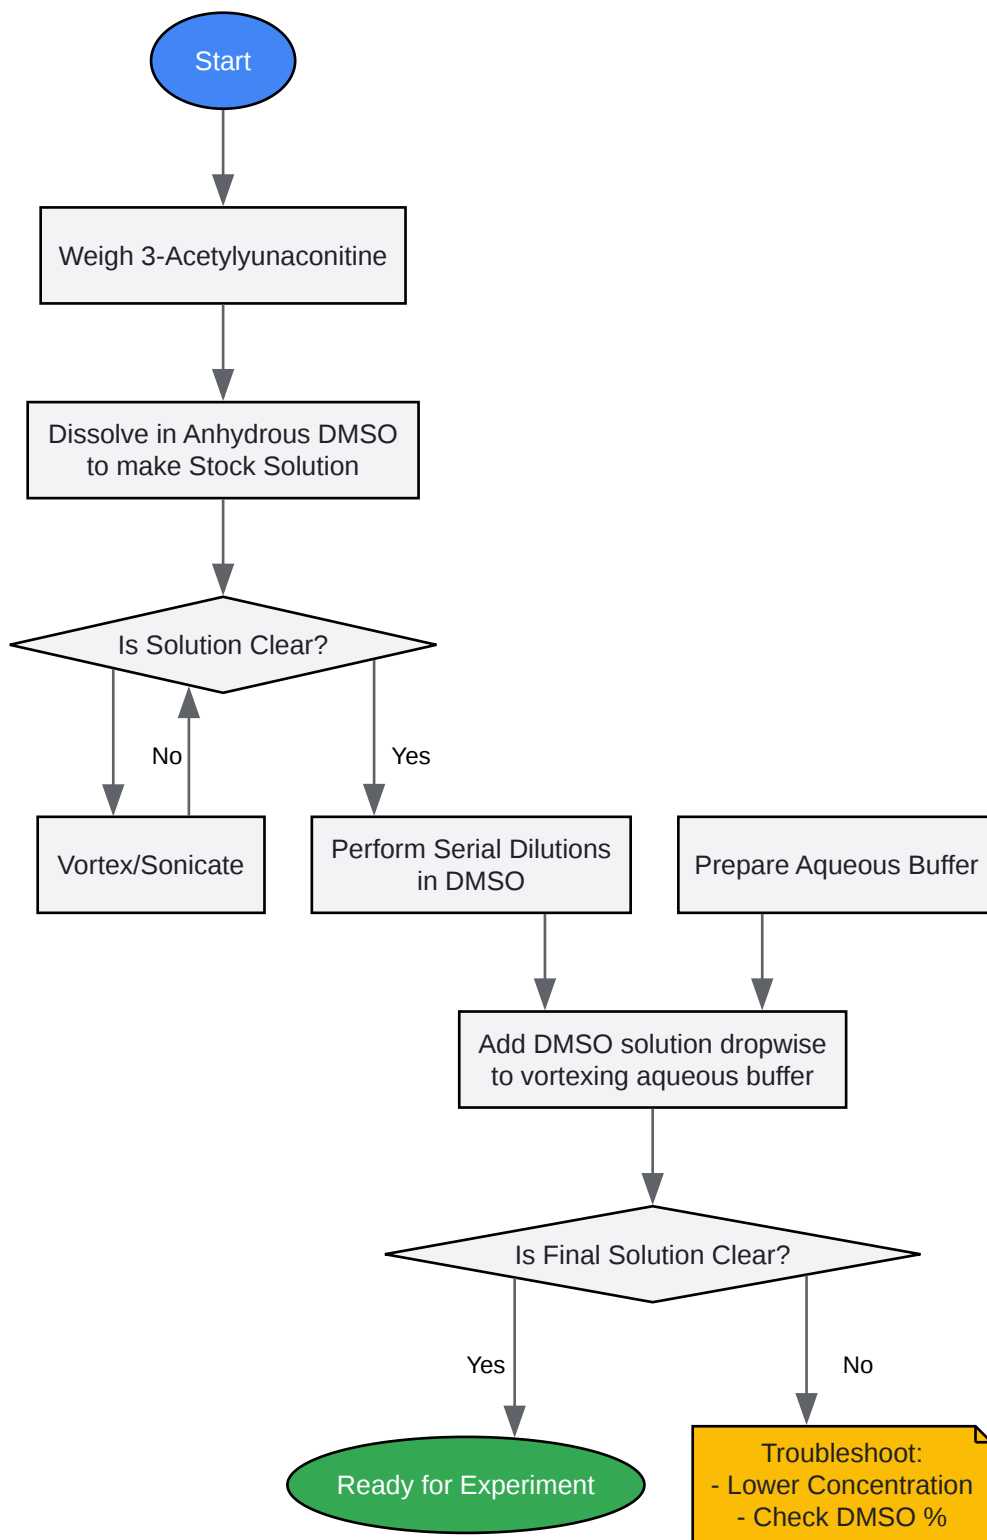 Start
Weigh 3-Acetylyunaconitine
Dissolve in Anhydrous DMSO
to make Stock Solution
Is Solution Clear?
No
Yes
Vortex/Sonicate
Perform Serial Dilutions
in DMSO
Prepare Aqueous Buffer
Add DMSO solution dropwise
to vortexing aqueous buffer
Is Final Solution Clear?
Yes
No
Ready for Experiment
Troubleshoot:
- Lower Concentration
- Check DMSO %